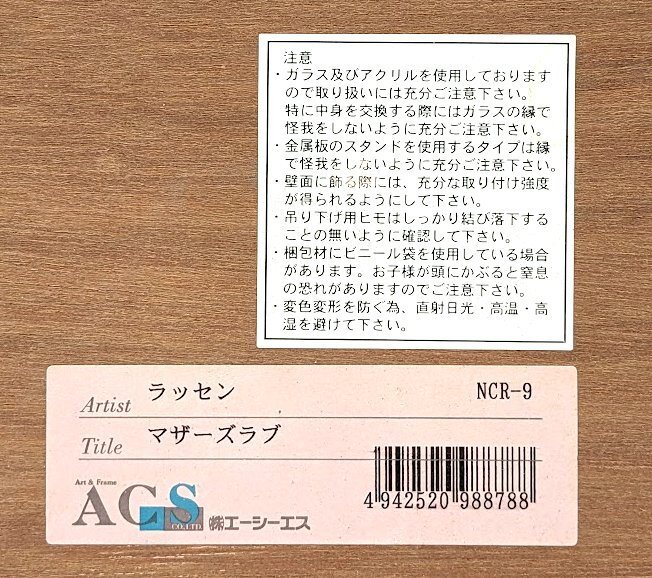 注意
・ガラス及びアクリルを使用しております
ので取り扱いには充分ご注意下さい。
特に中身を交換する際にはガラスの縁で
怪我をしないように充分ご注意下さい。
・金属板のスタンドを使用するタイプは縁
で怪我をしないように充分ご注意下さい。
・壁面に飾る際には、充分な取り付け強度
が得られるようにして下さい。
・吊り下げ用ヒモはしっかり結び落下する
ことの無いように確認して下さい。
・梱包材にビニール袋を使用している場合
があります。お子様が頭にかぶると窒息
の恐れがありますのでご注意下さい。
・変色変形を防ぐ為、直射日光・高温・高
湿を避けて下さい。
Artist ラッセン NCR-9
Title マザーズラブ
4 942520 988788
Art & Frame
ACS
CO.,LTD. ㈱エーシーエス